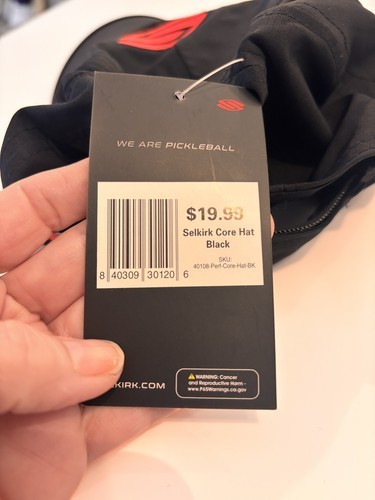 WE ARE PICKLEBALL
$19.99
Selkirk Core Hat
Black
SKU:
40108-Perf-Core-Hat-BK
8 40309 30120 6
KIRK.COM
WARNING: Cancer
and Reproductive Harm -
www.P65Warnings.ca.gov